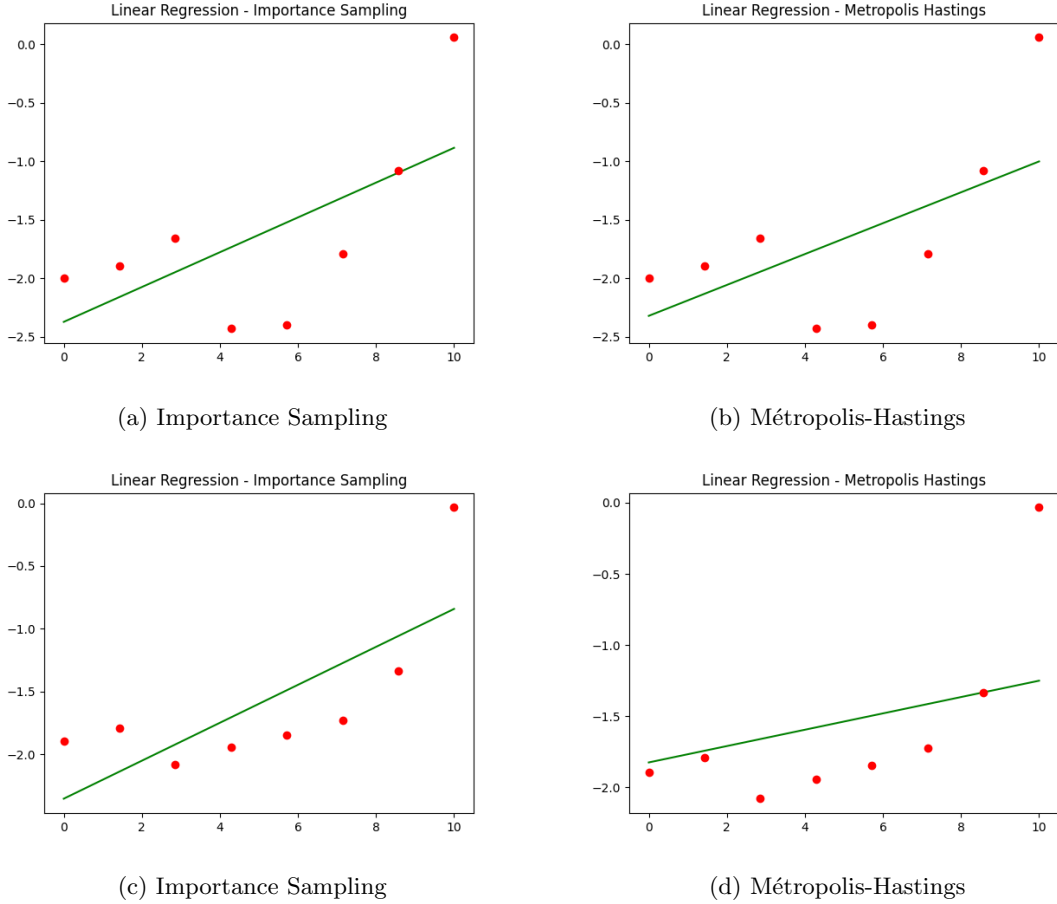 Linear Regression - Importance Sampling
0.0
−0.5
−1.0
−1.5
−2.0
−2.5
0 2 4 6 8 10
(a) Importance Sampling
Linear Regression - Metropolis Hastings
0.0
−0.5
−1.0
−1.5
−2.0
−2.5
0 2 4 6 8 10
(b) Métropolis-Hastings
Linear Regression - Importance Sampling
0.0
−0.5
−1.0
−1.5
−2.0
0 2 4 6 8 10
(c) Importance Sampling
Linear Regression - Metropolis Hastings
0.0
−0.5
−1.0
−1.5
−2.0
0 2 4 6 8 10
(d) Métropolis-Hastings